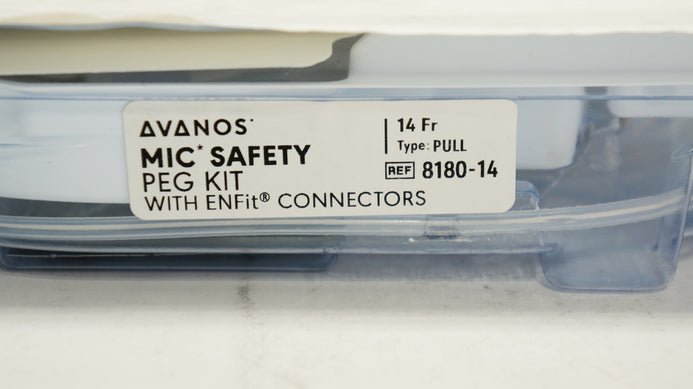 AVANOS*
MIC* SAFETY
PEG KIT
WITH ENFit® CONNECTORS
14 Fr
Type: PULL
REF 8180-14